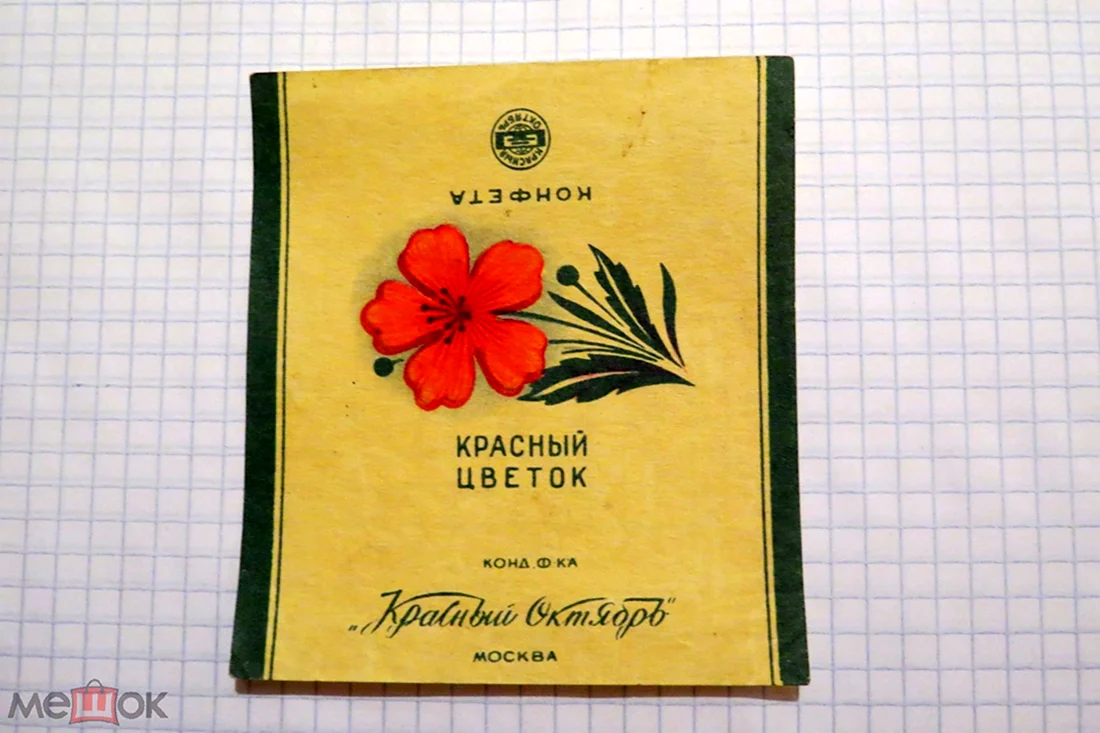 КРАСНЫЙ ОКТЯБРЬ
КОНФЕТА
КРАСНЫЙ
ЦВЕТОК
КОНД. Ф-КА
„Красный Октябрь"
МОСКВА
мешок